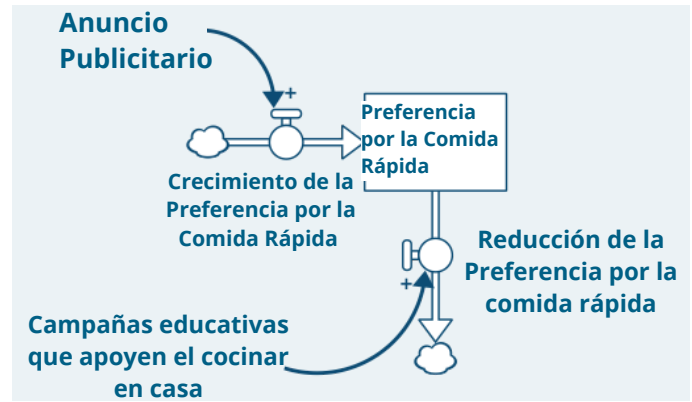 Anuncio
Publicitario
+
Preferencia
por la Comida
Rápida
Crecimiento de la
Preferencia por la
Comida Rápida
Reducción de la
Preferencia por la
comida rápida
+
Campañas educativas
que apoyen el cocinar
en casa